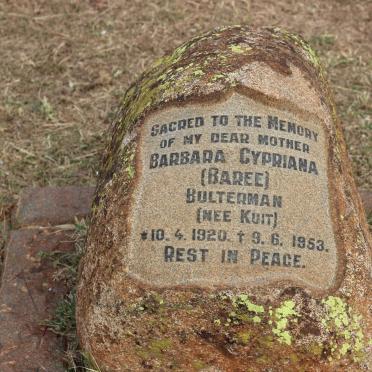 SACRED TO THE MEMORY
OF MY DEAR MOTHER
BARBARA CYPRIANA
(BAREE)
BULTERMAN
(NEE KUIT)
* 10. 4. 1920. † 9. 6. 1953.
REST IN PEACE.